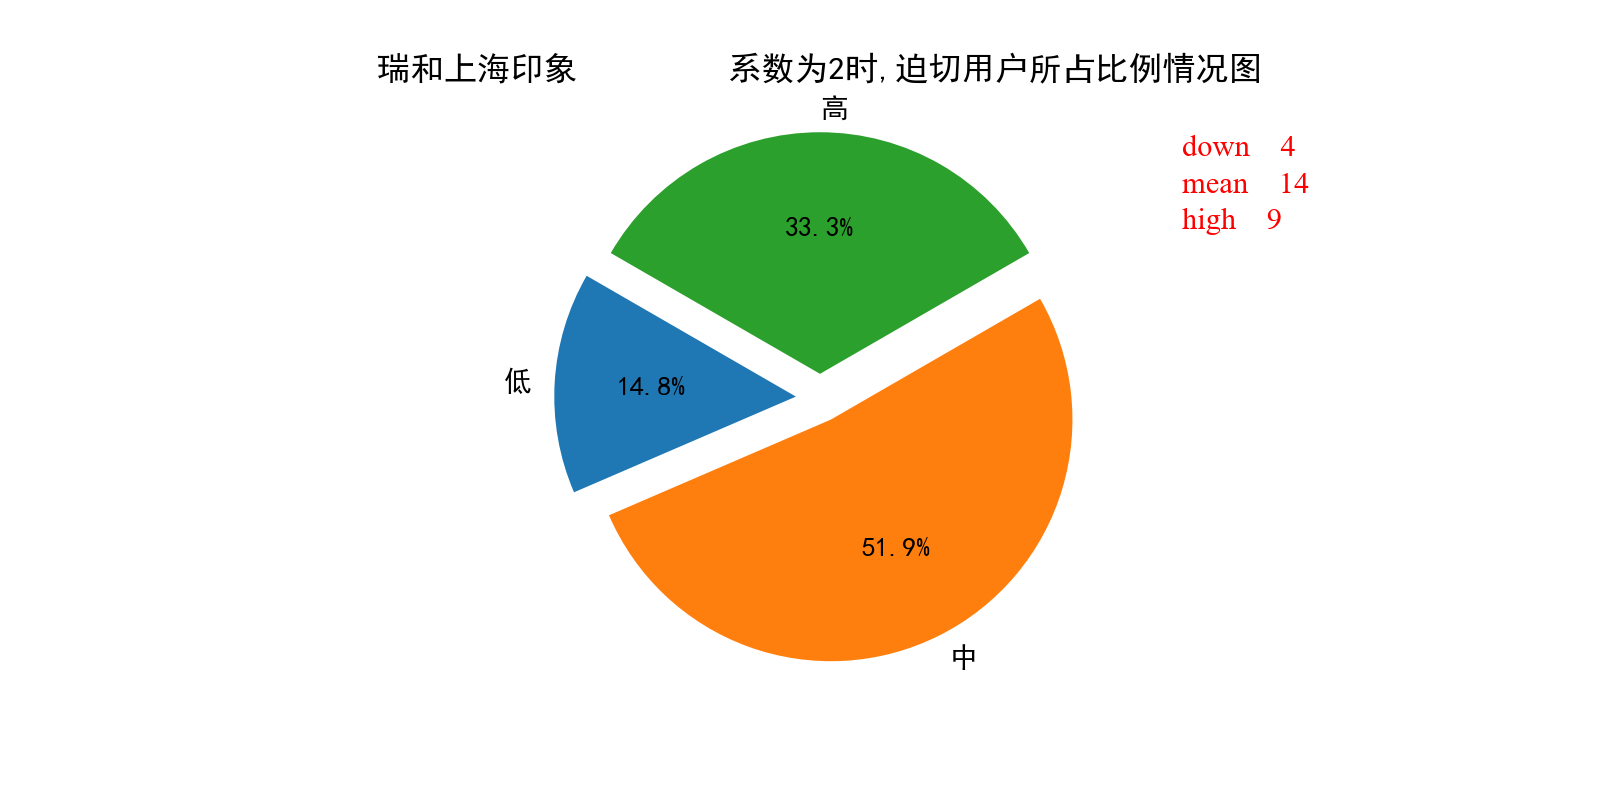 瑞和上海印象 系数为2时,迫切用户所占比例情况图
高
down 4
mean 14
high 9
33.3%
低
14.8%
51.9%
中